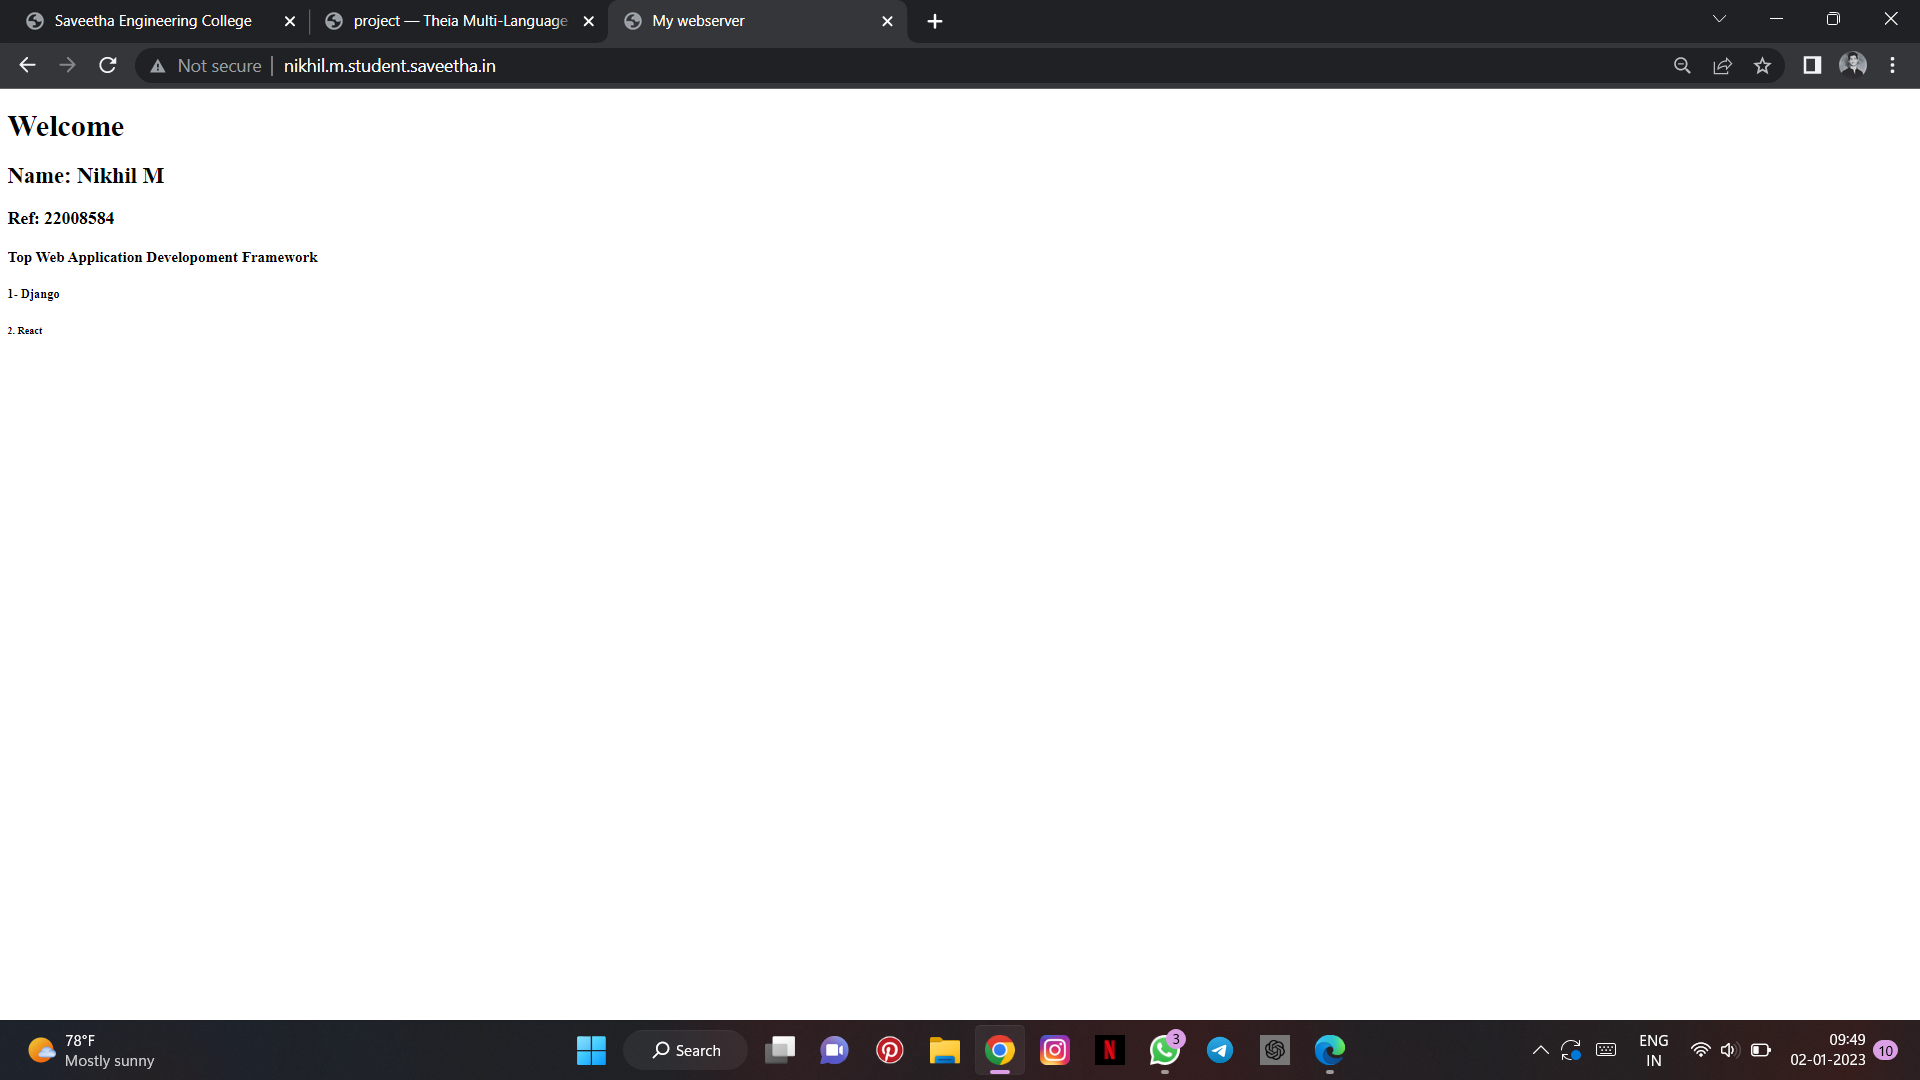 Saveetha Engineering College
project — Theia Multi-Language
My webserver
Not secure
nikhil.m.student.saveetha.in
Welcome
Name: Nikhil M
Ref: 22008584
Top Web Application Developoment Framework
1- Django
2. React
78°F
Mostly sunny
Search
3
ENG
IN
09:49
02-01-2023
10